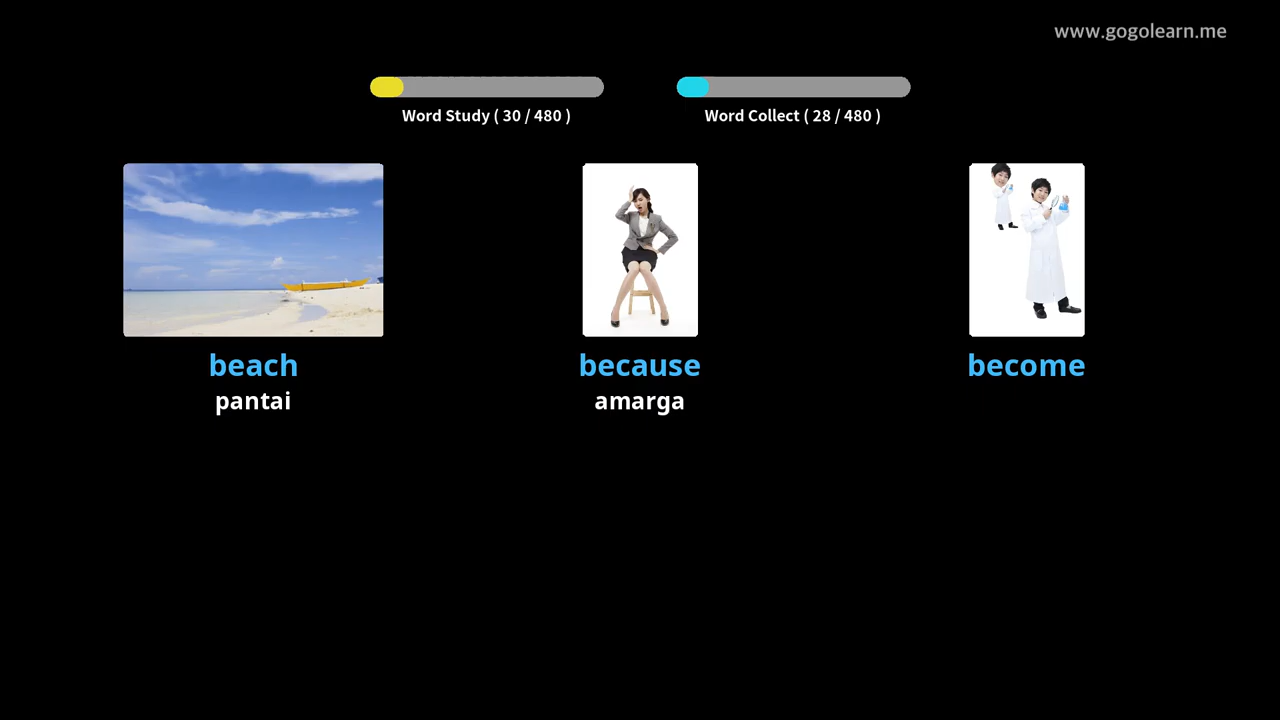 www.gogolearn.me
Word Study ( 30 / 480 )
Word Collect ( 28 / 480 )
beach
pantai
because
amarga
become